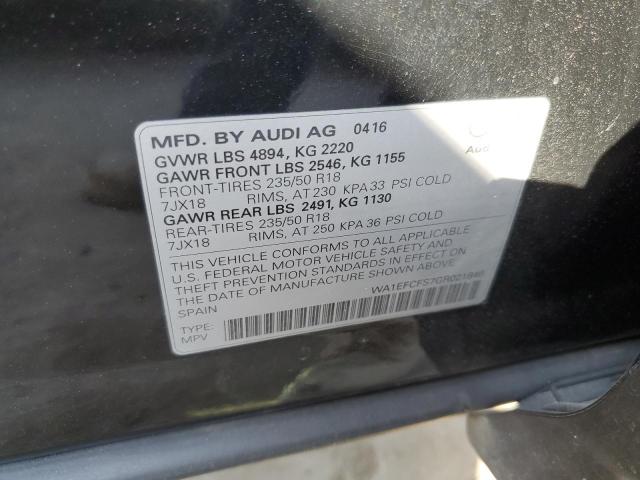 MFD. BY AUDI AG 0416
GVWR LBS 4894, KG 2220
GAWR FRONT LBS 2546, KG 1155
FRONT-TIRES 235/50 R18
7JX18 RIMS, AT 230 KPA 33 PSI COLD
GAWR REAR LBS 2491, KG 1130
REAR-TIRES 235/50 R18
7JX18 RIMS, AT 250 KPA 36 PSI COLD
Audi
THIS VEHICLE CONFORMS TO ALL APPLICABLE
U.S. FEDERAL MOTOR VEHICLE SAFETY AND
THEFT PREVENTION STANDARDS IN EFFECT ON
THE DATE OF MANUFACTURE SHOWN ABOVE.
SPAIN
WA1EFCFS7GR021846
TYPE:
MPV